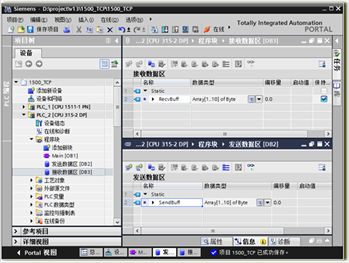 Siemens - D:\project\v13\1500_TCP\1500_TCP
项目(P) 编辑(E) 视图(V) 插入(I) 在线(O)
选项(N) 工具(T) 窗口(W) 帮助(H)
Totally Integrated Automation
PORTAL
保存项目
项目树
设备
1500_TCP
添加新设备
设备和网络
PLC_1 [CPU 1511-1 PN]
PLC_2 [CPU 315-2 DP]
设备组态
在线和诊断
程序块
添加新块
Main [OB1]
发送数据区 [DB2]
接收数据区 [DB3]
工艺对象
外部源文件
PLC 变量
PLC 数据类型
监控与强制表
在线备份
参考项目
详细视图
PLC 编程
[CPU 315-2 DP] ▸ 程序块 ▸ 接收数据区 [DB3]
接收数据区
名称 数据类型 偏移量 启动值 保持
1 Static
2 RecvBuff Array[1..10] of Byte 0.0
[CPU 315-2 DP] ▸ 程序块 ▸ 发送数据区 [DB2]
发送数据区
名称 数据类型 偏移量 启动值
1 Static
2 SendBuff Array[1..10] of Byte 0.0
属性 信息 诊断
Portal 视图
项目 1500_TCP 已成功保存。